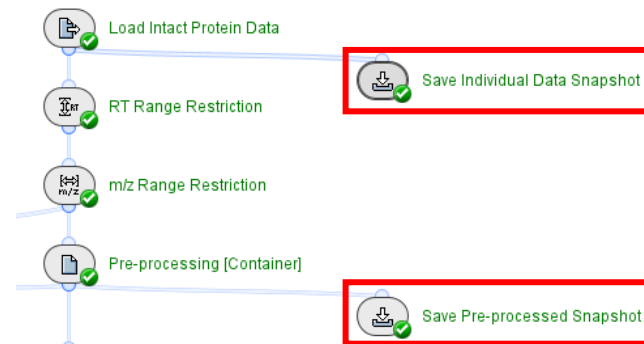 Load Intact Protein Data
Save Individual Data Snapshot
RT
RT Range Restriction
m/z
m/z Range Restriction
Pre-processing [Container]
Save Pre-processed Snapshot